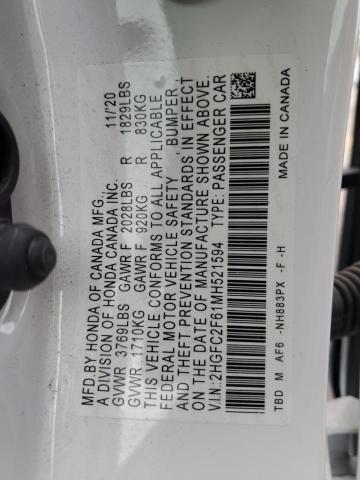 MFD.BY HONDA OF CANADA MFG. 11/20
A DIVISION OF HONDA CANADA INC.
GVWR 3769LBS GAWR F 2028LBS R 1829LBS
GVWR 1710KG GAWR F 920KG R 830KG
THIS VEHICLE CONFORMS TO ALL APPLICABLE
FEDERAL MOTOR VEHICLE SAFETY, BUMPER,
AND THEFT PREVENTION STANDARDS IN EFFECT
ON THE DATE OF MANUFACTURE SHOWN ABOVE.
V.I.N:2HGFC2F61MH521594 TYPE: PASSENGER CAR
TBD M AF6 -NH883PX -F -H MADE IN CANADA